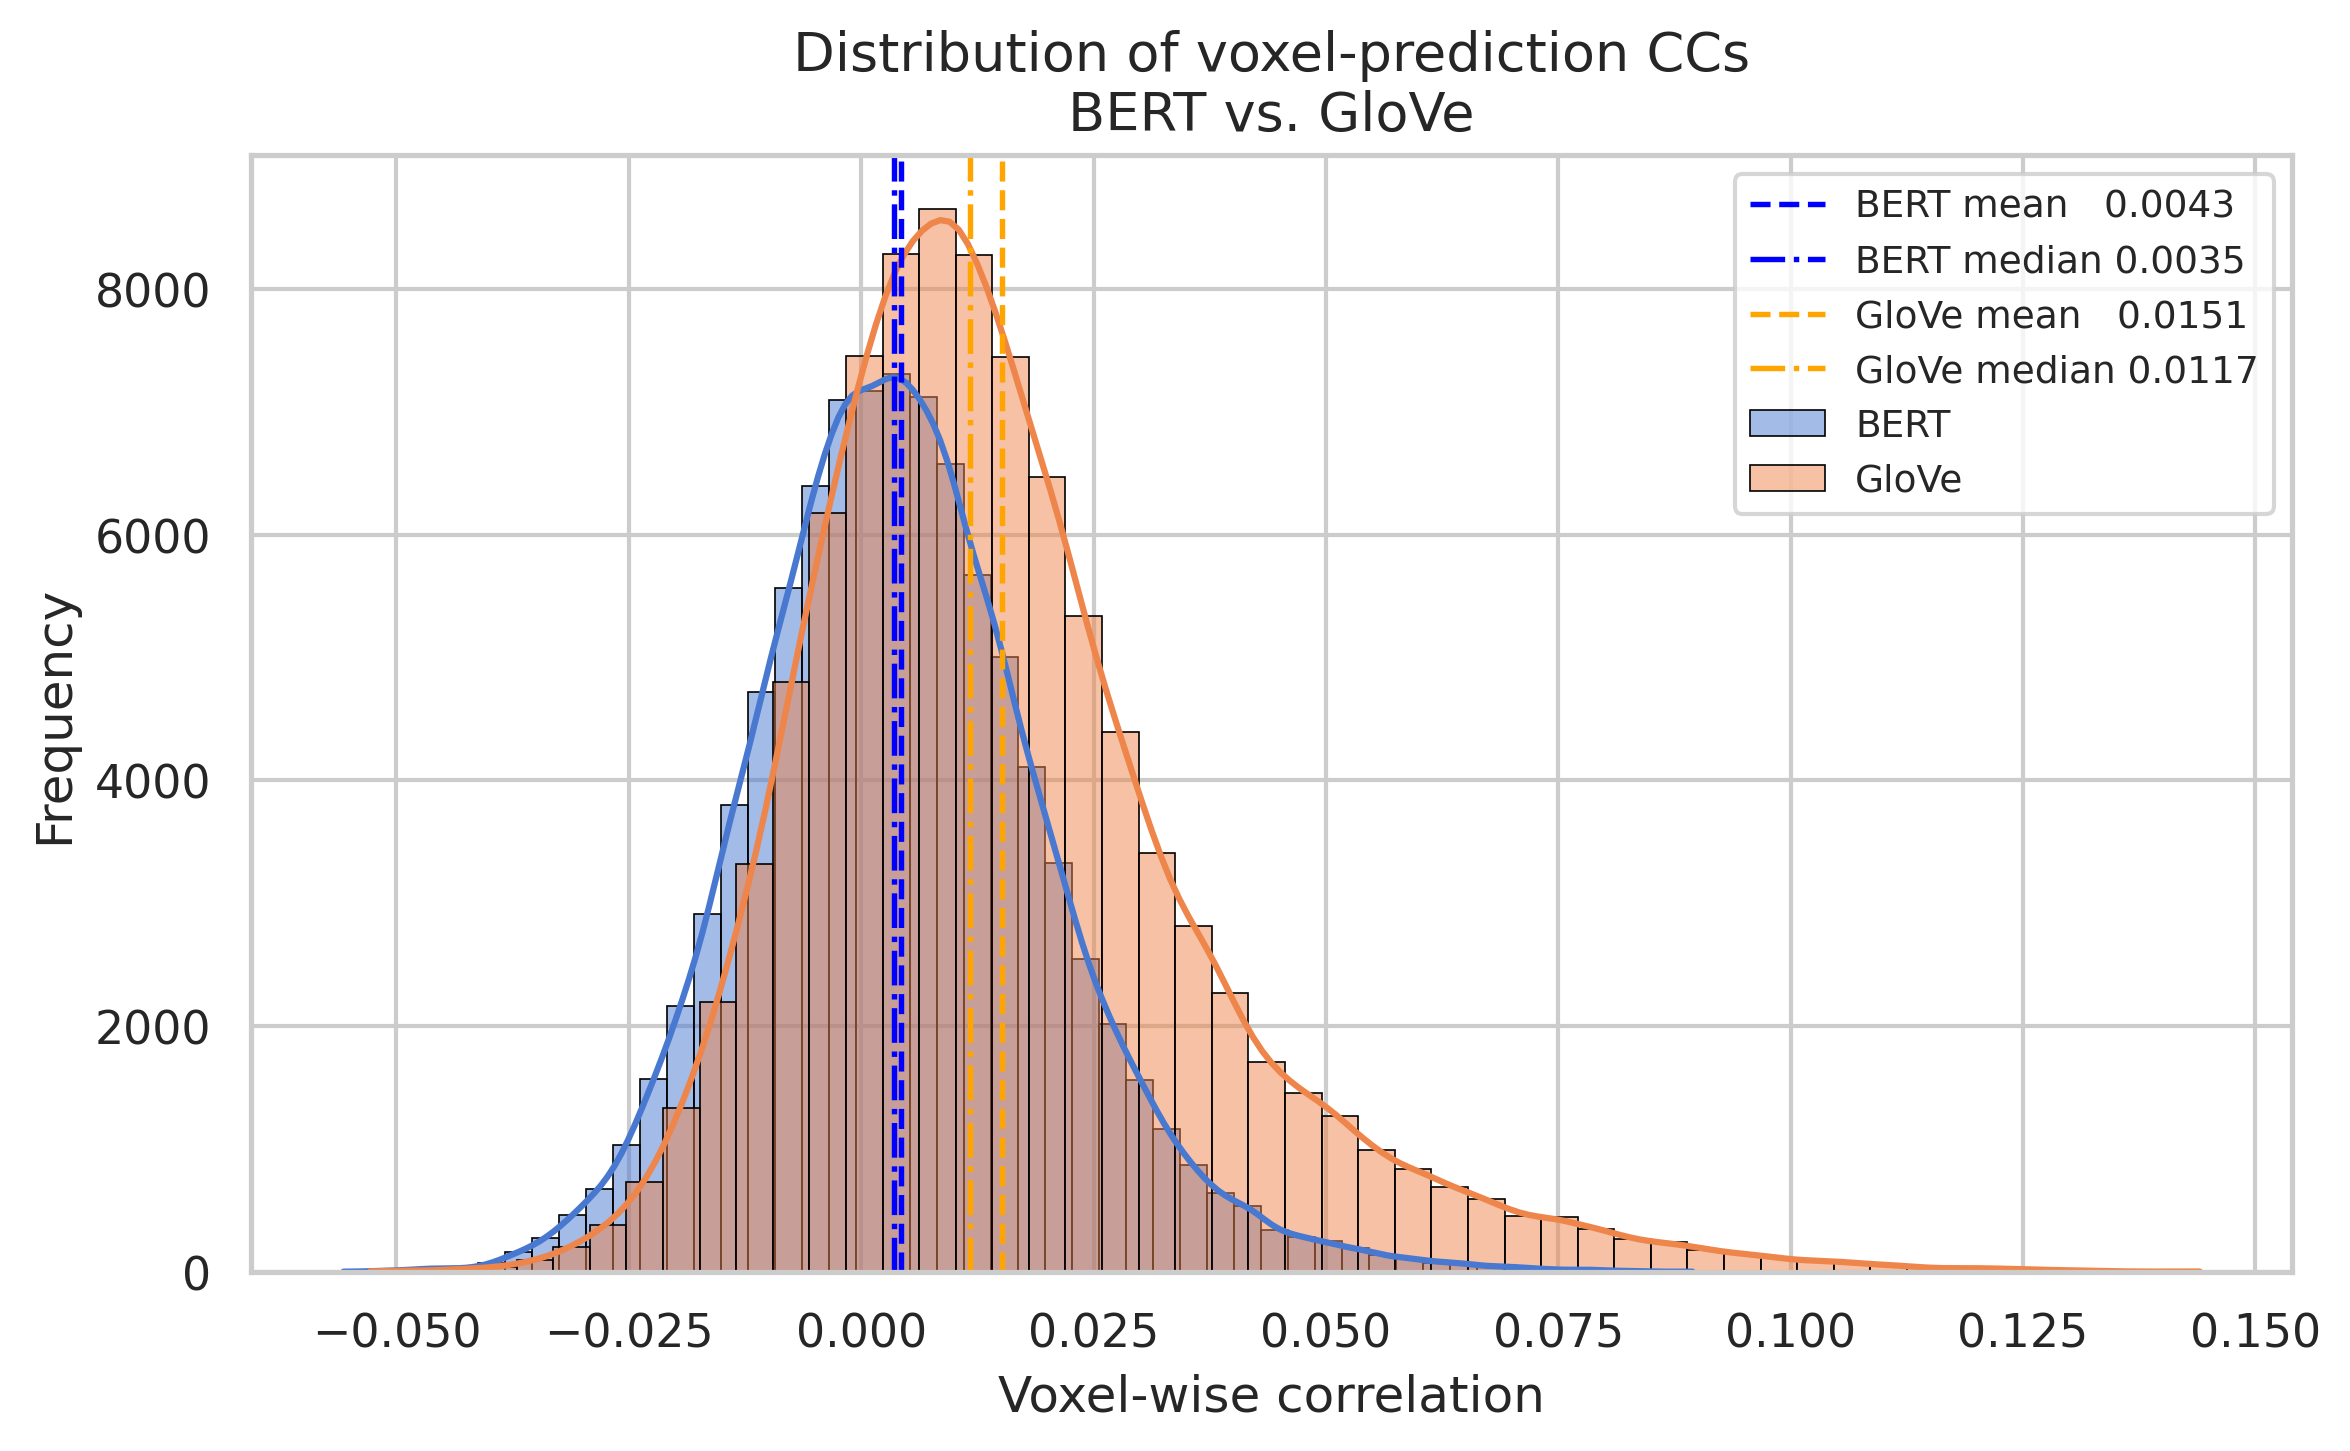 Distribution of voxel-prediction CCs
BERT vs. GloVe
BERT mean 0.0043
BERT median 0.0035
GloVe mean 0.0151
GloVe median 0.0117
BERT
GloVe
Frequency
8000
6000
4000
2000
0
−0.050 −0.025 0.000 0.025 0.050 0.075 0.100 0.125 0.150
Voxel-wise correlation